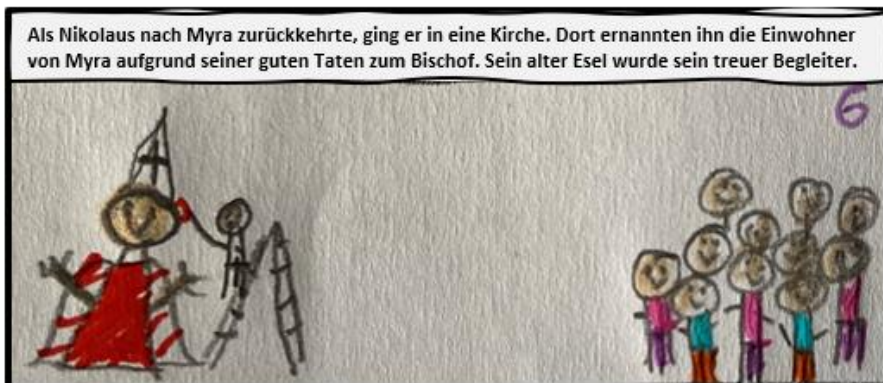 Als Nikolaus nach Myra zurückkehrte, ging er in eine Kirche. Dort ernannten ihn die Einwohner
von Myra aufgrund seiner guten Taten zum Bischof. Sein alter Esel wurde sein treuer Begleiter.
6